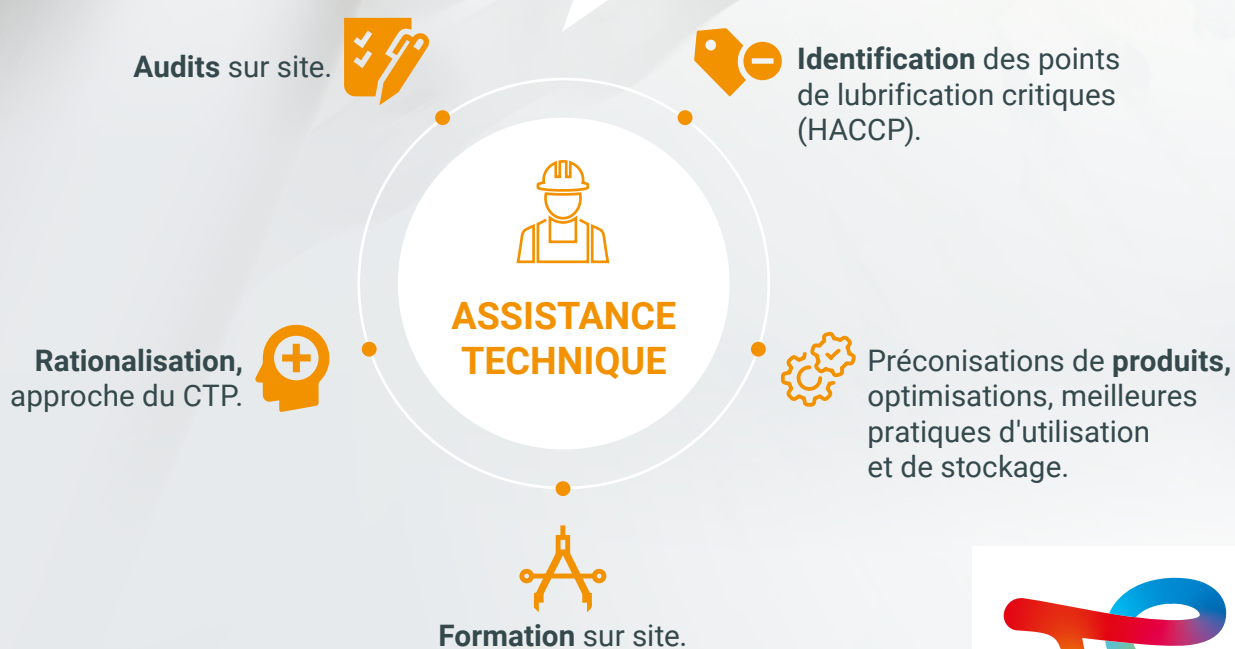 Audits sur site.
Identification des points
de lubrification critiques
(HACCP).
ASSISTANCE
TECHNIQUE
Rationalisation,
approche du CTP.
Préconisations de produits,
optimisations, meilleures
pratiques d'utilisation
et de stockage.
Formation sur site.